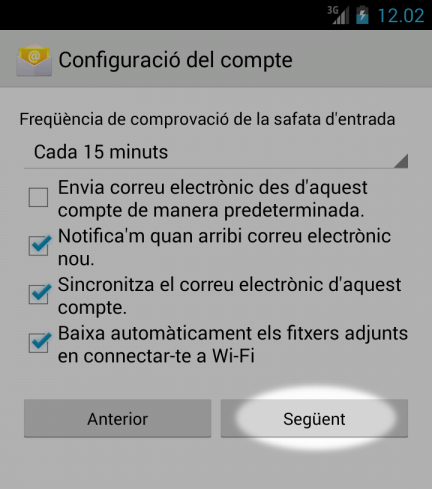 3G 12.02
Configuració del compte
Freqüència de comprovació de la safata d'entrada
Cada 15 minuts
Envia correu electrònic des d'aquest
compte de manera predeterminada.
Notifica'm quan arribi correu electrònic
nou.
Sincronitza el correu electrònic d'aquest
compte.
Baixa automàticament els fitxers adjunts
en connectar-te a Wi-Fi
Anterior Següent